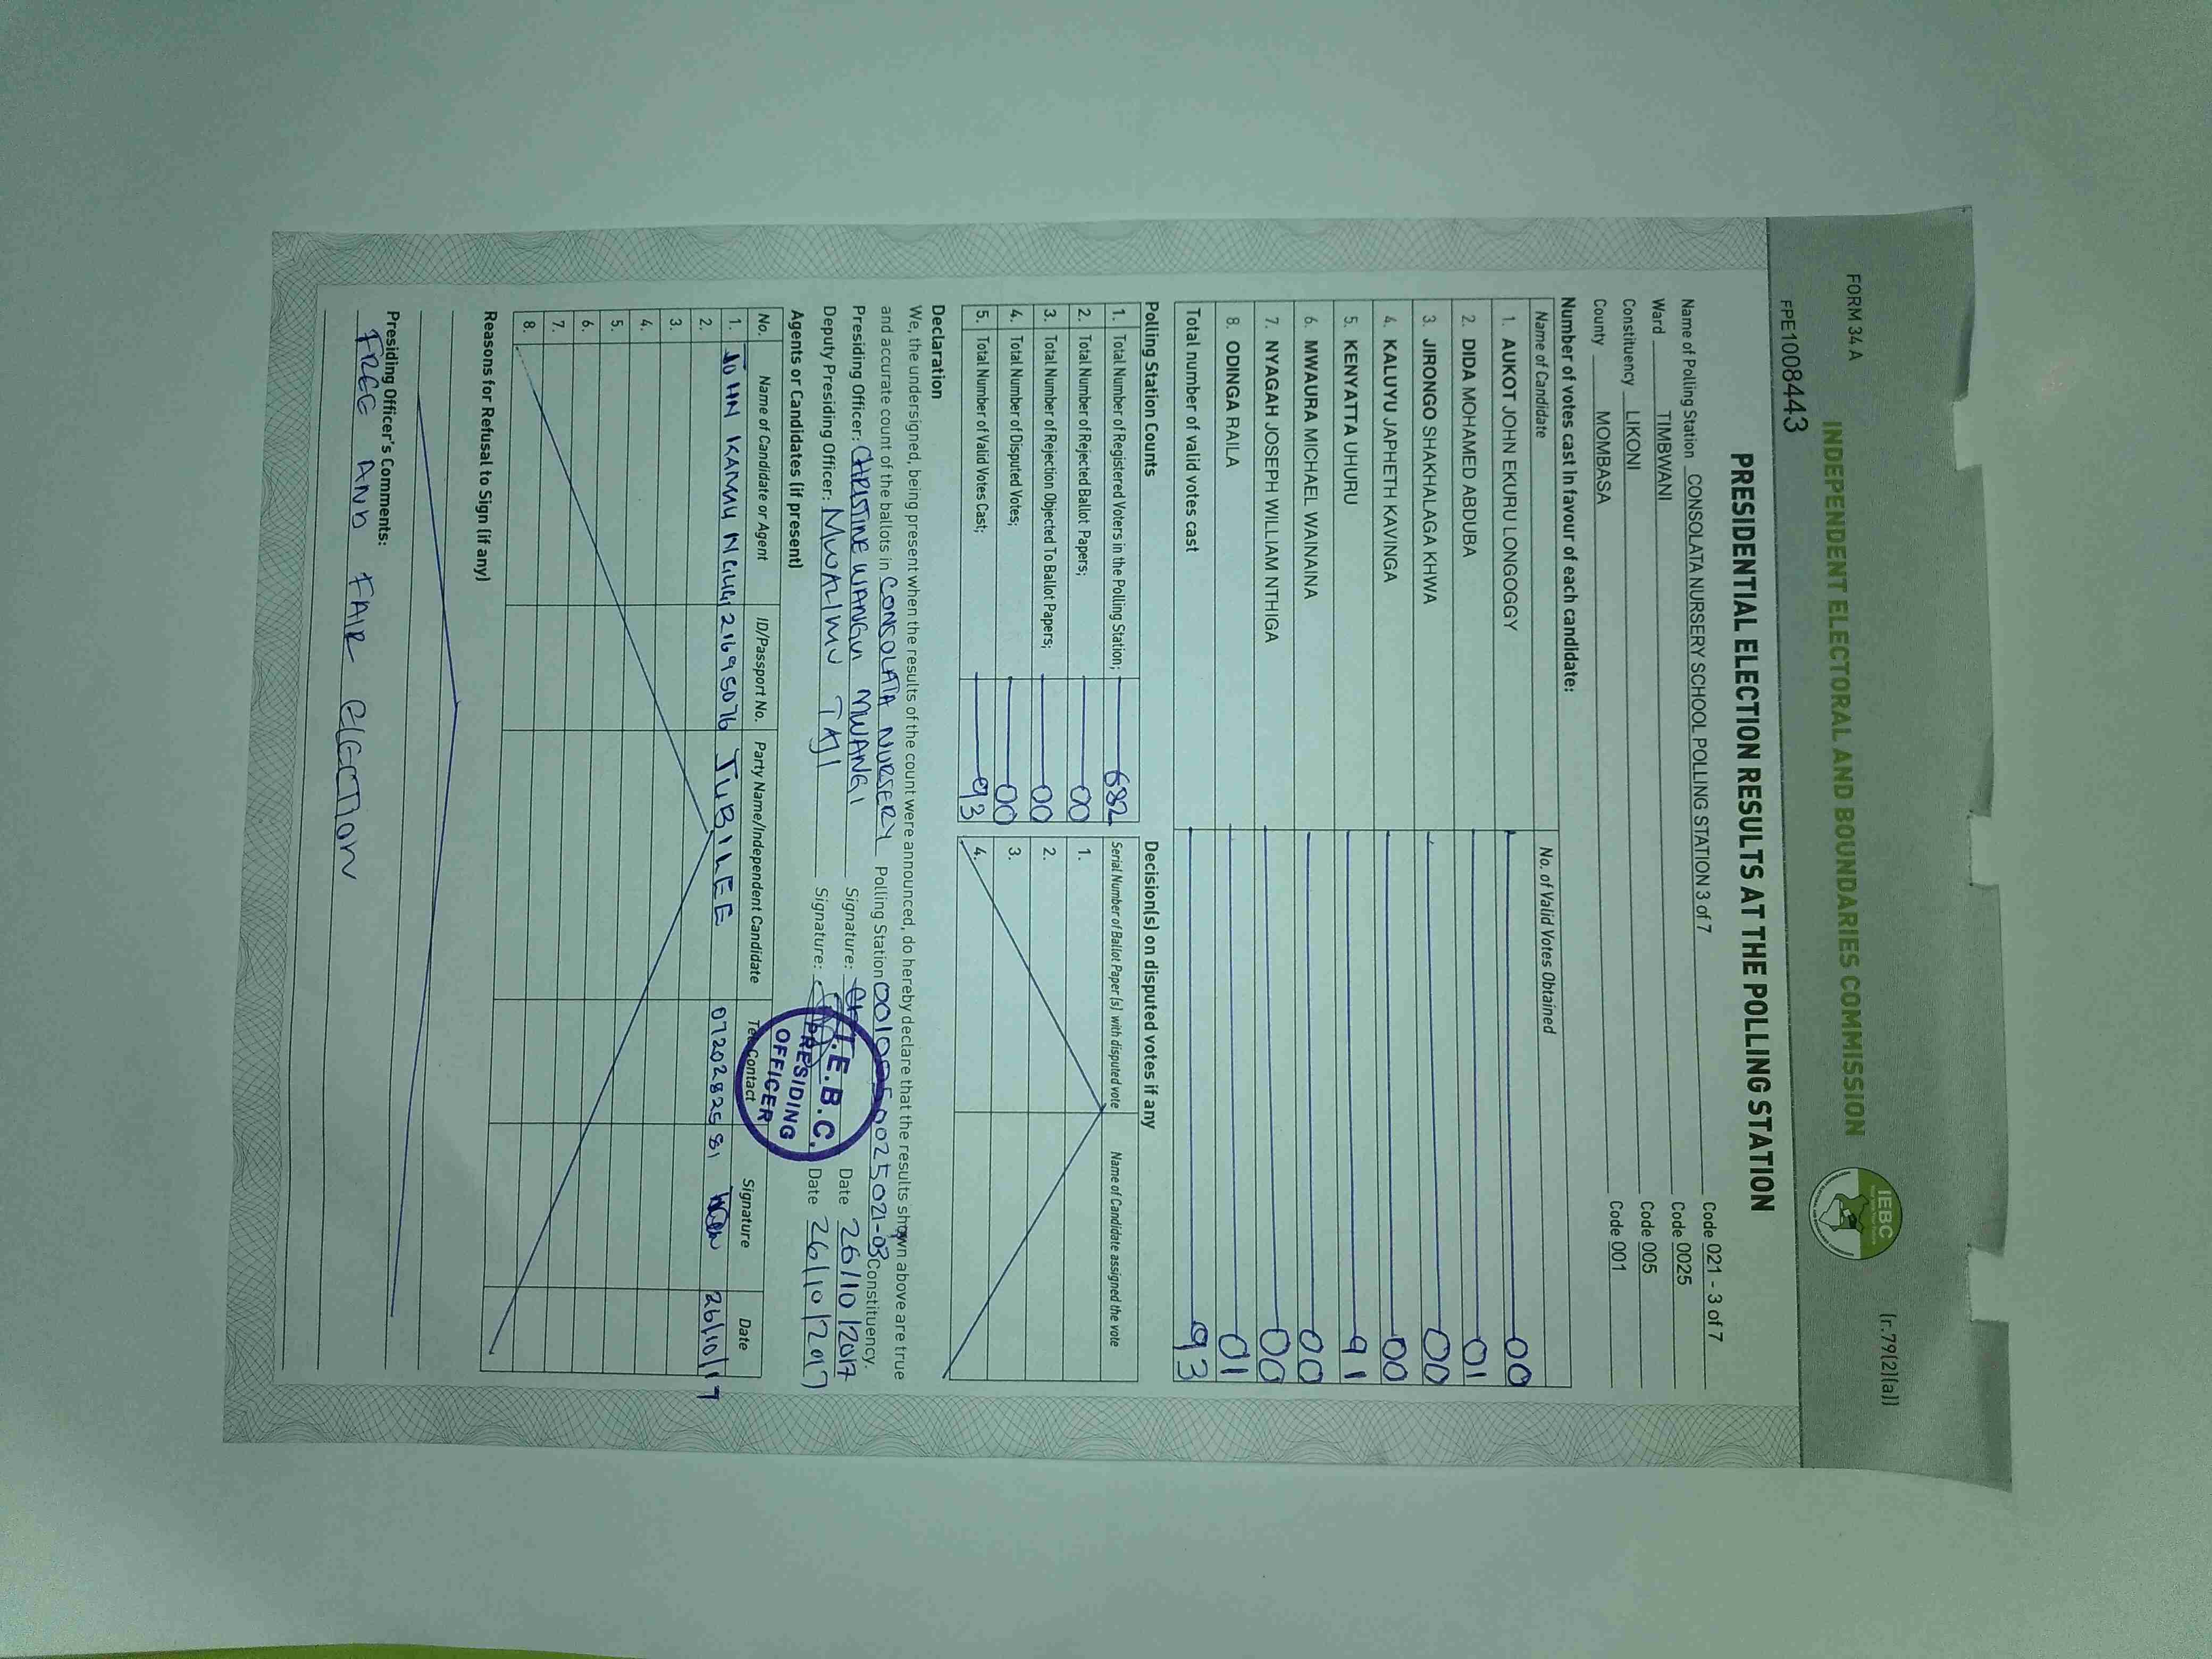 FORM 34 A
INDEPENDENT ELECTORAL AND BOUNDARIES COMMISSION
IEBC
(r.79(2)(a))
FPE1008443
PRESIDENTIAL ELECTION RESULTS AT THE POLLING STATION
Name of Polling Station CONSOLATA NURSERY SCHOOL POLLING STATION 3 of 7 Code 021 - 3 of 7
Ward TIMBWANI Code 0025
Constituency LIKONI Code 005
County MOMBASA Code 001
Number of votes cast in favour of each candidate:
Name of Candidate No. of Valid Votes Obtained
1. AUKOT JOHN EKURU LONGOGGY 00
2. DIDA MOHAMED ABDUBA 01
3. JIRONGO SHAKHALAGA KHWA 00
4. KALUYU JAPHETH KAVINGA 00
5. KENYATTA UHURU 91
6. MWAURA MICHAEL WAINAINA 00
7. NYAGAH JOSEPH WILLIAM NTHIGA 00
8. ODINGA RAILA 01
Total number of valid votes cast 93
Polling Station Counts
1. Total Number of Registered Voters in the Polling Station; 682
2. Total Number of Rejected Ballot Papers; 00
3. Total Number of Rejection Objected To Ballot Papers; 00
4. Total Number of Disputed Votes; 00
5. Total Number of Valid Votes Cast; 93
Decision(s) on disputed votes if any
Serial Number of Ballot Paper (s) with disputed vote Name of Candidate assigned the vote
1.
2.
3.
4.
Declaration
We, the undersigned, being present when the results of the count were announced, do hereby declare that the results shown above are true
and accurate count of the ballots in CONSOLATA NURSERY Polling Station 0010050025021-03 Constituency.
Presiding Officer: CHRISTINE WANGUI MWANGI Signature: Date 26/10/2017
Deputy Presiding Officer: MWALIMU TAJI Signature: Date 26/10/2017
I.E.B.C.
PRESIDING
OFFICER
Agents or Candidates (if present)
No. Name of Candidate or Agent ID/Passport No. Party Name/Independent Candidate Tel. Contact Signature Date
1. JOHN KAMAU NGUGI 21695076 JUBILEE 0720282581 26/10/17
2.
3.
4.
5.
6.
7.
8.
Reasons for Refusal to Sign (if any)
Presiding Officer's Comments:
FREE AND FAIR ELECTION